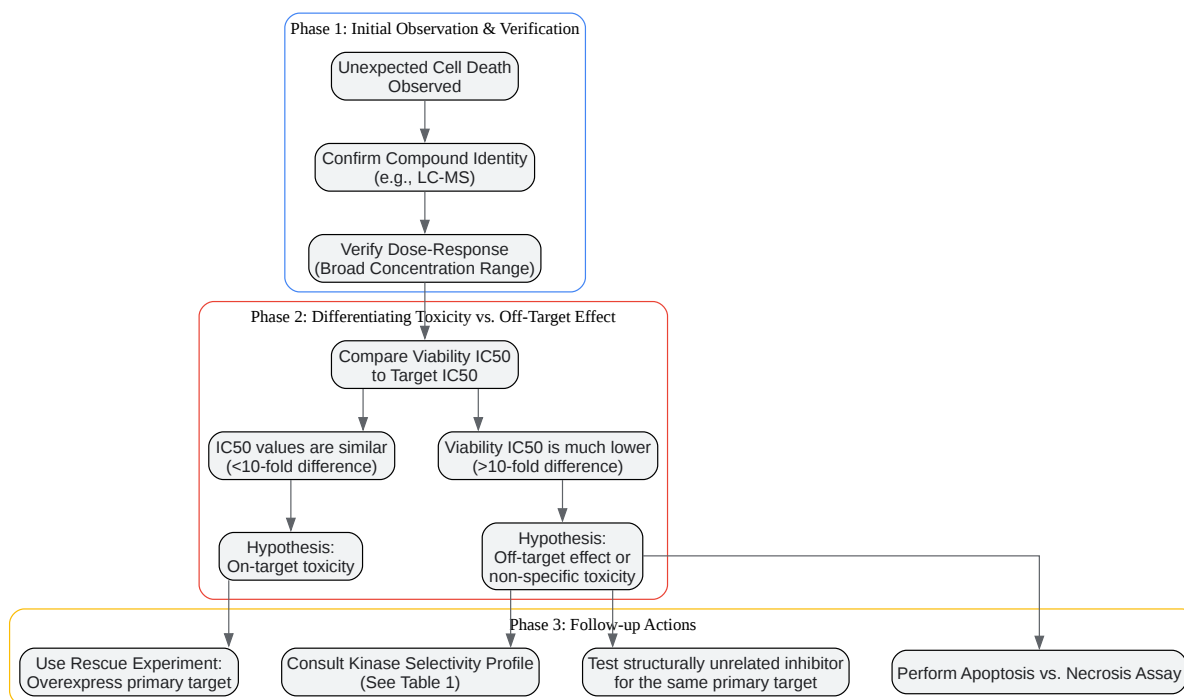 Phase 1: Initial Observation & Verification
Unexpected Cell Death
Observed
Confirm Compound Identity
(e.g., LC-MS)
Verify Dose-Response
(Broad Concentration Range)
Phase 2: Differentiating Toxicity vs. Off-Target Effect
Compare Viability IC50
to Target IC50
IC50 values are similar
(<10-fold difference)
Viability IC50 is much lower
(>10-fold difference)
Hypothesis:
On-target toxicity
Hypothesis:
Off-target effect or
non-specific toxicity
Phase 3: Follow-up Actions
Use Rescue Experiment:
Overexpress primary target
Consult Kinase Selectivity Profile
(See Table 1)
Test structurally unrelated inhibitor
for the same primary target
Perform Apoptosis vs. Necrosis Assay